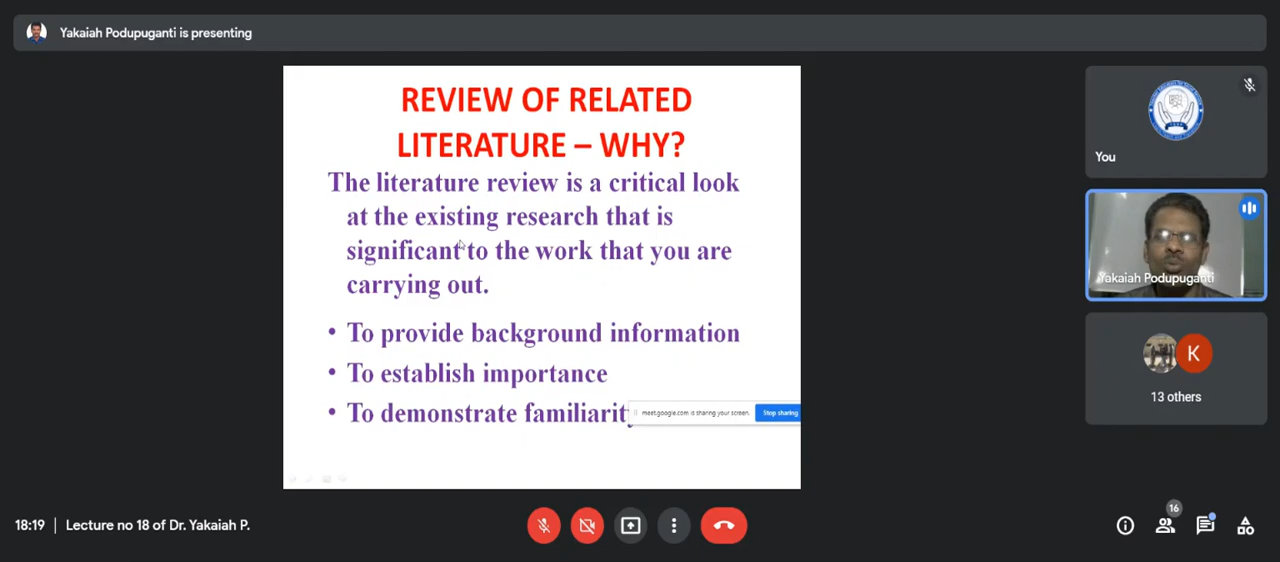 Yakaiah Podupuganti is presenting
REVIEW OF RELATED
LITERATURE – WHY?
The literature review is a critical look
at the existing research that is
significant to the work that you are
carrying out.
• To provide background information
• To establish importance
• To demonstrate familiarity
meet.google.com is sharing your screen.
Stop sharing
You
Yakaiah Podupuganti
K
13 others
18:19 | Lecture no 18 of Dr. Yakaiah P.
16